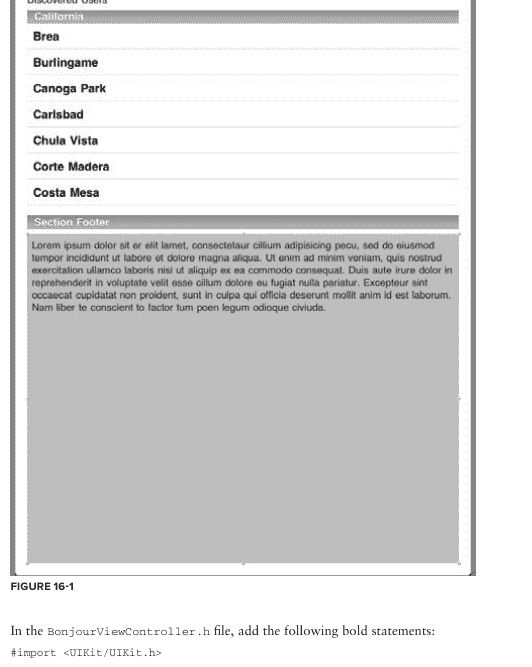 Discovered Users
California
Brea
Burlingame
Canoga Park
Carlsbad
Chula Vista
Corte Madera
Costa Mesa
Section Footer
Lorem ipsum dolor sit er elit lamet, consectetaur cillium adipisicing pecu, sed do eiusmod
tempor incididunt ut labore et dolore magna aliqua. Ut enim ad minim veniam, quis nostrud
exercitation ullamco laboris nisi ut aliquip ex ea commodo consequat. Duis aute irure dolor in
reprehenderit in voluptate velit esse cillum dolore eu fugiat nulla pariatur. Excepteur sint
occaecat cupidatat non proident, sunt in culpa qui officia deserunt mollit anim id est laborum.
Nam liber te conscient to factor tum poen legum odioque civiuda.
FIGURE 16-1
In the BonjourViewController.h file, add the following bold statements:
#import <UIKit/UIKit.h>